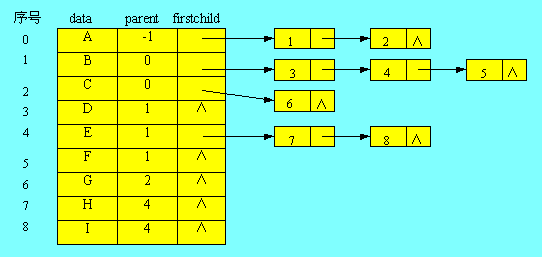 序号 data parent firstchild
0 A -1 1 2 ∧
1 B 0 3 4 5 ∧
2 C 0 6 ∧
3 D 1 ∧
4 E 1 7 8 ∧
5 F 1 ∧
6 G 2 ∧
7 H 4 ∧
8 I 4 ∧